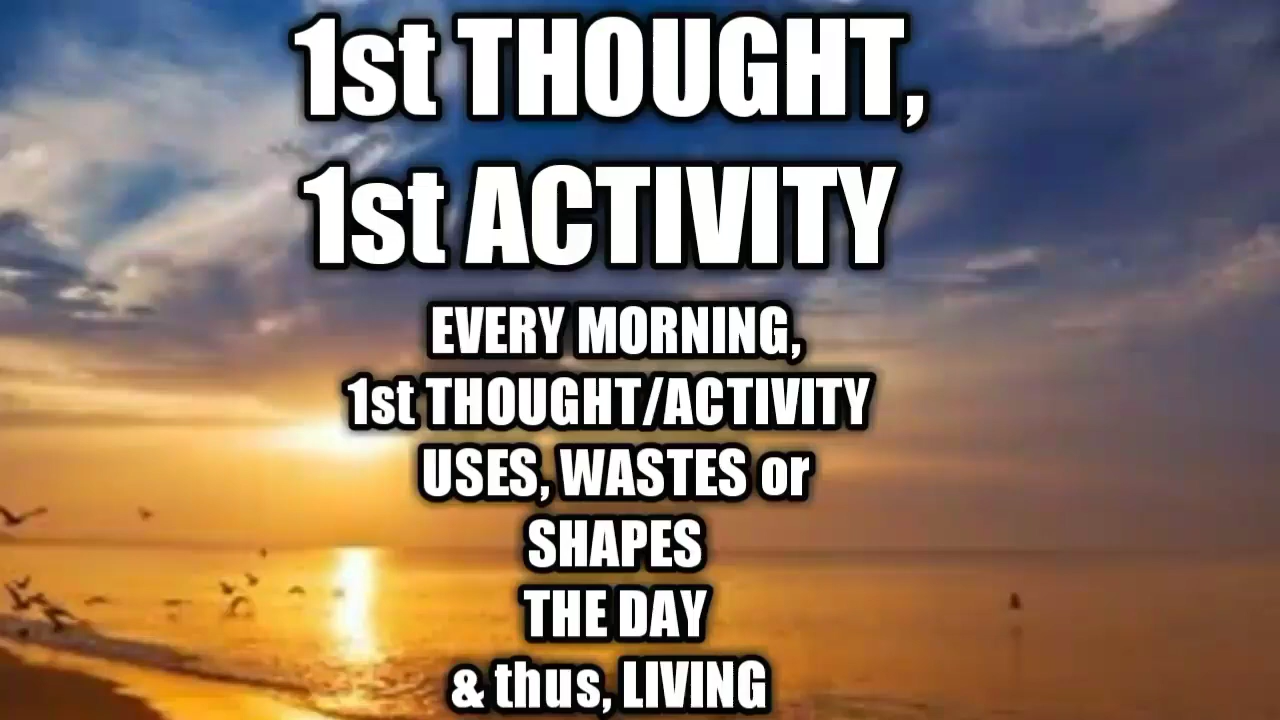 1st THOUGHT,
1st ACTIVITY
EVERY MORNING,
1st THOUGHT/ACTIVITY
USES, WASTES or
SHAPES
THE DAY
& thus, LIVING